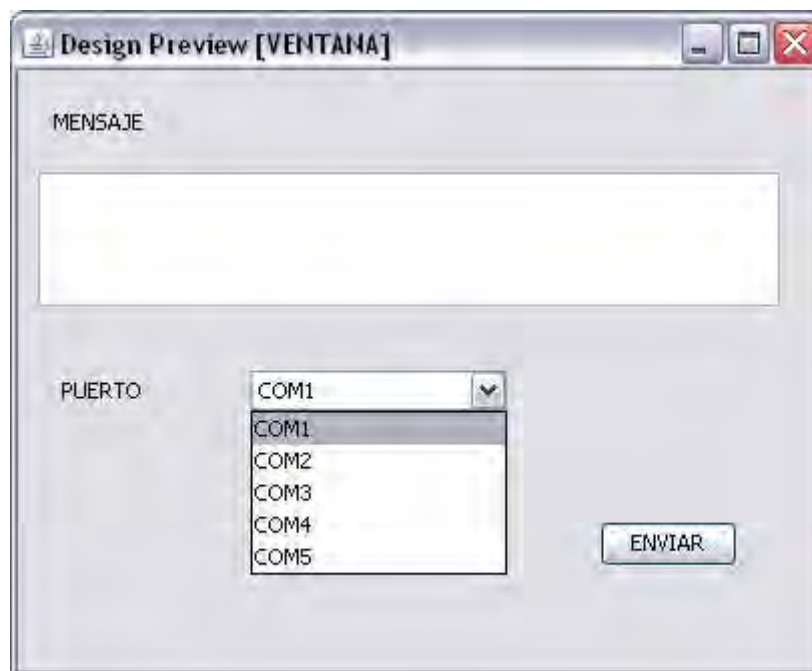 Design Preview [VENTANA]
MENSAJE
PUERTO
COM1
COM1
COM2
COM3
COM4
COM5
ENVIAR